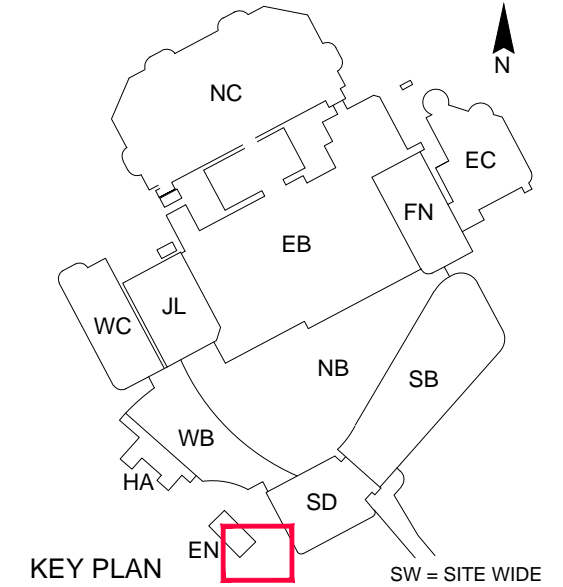 NC
N
EC
FN
EB
JL
WC
NB
SB
WB
HA
SD
EN
KEY PLAN
SW = SITE WIDE